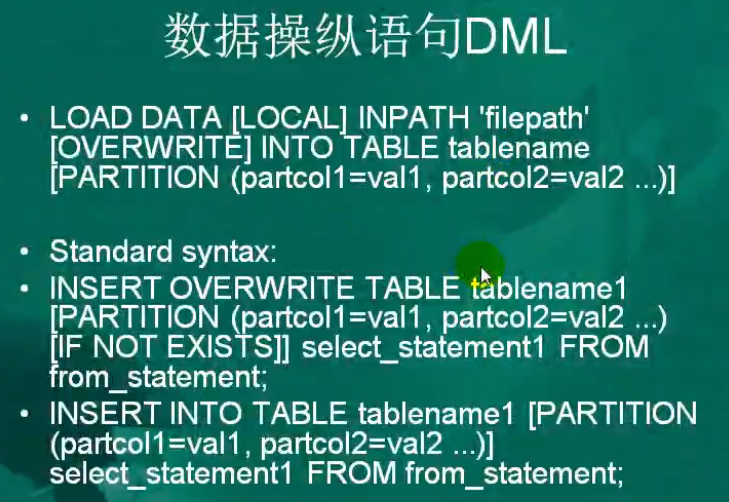 数据操纵语句DML
• LOAD DATA [LOCAL] INPATH 'filepath'
[OVERWRITE] INTO TABLE tablename
[PARTITION (partcol1=val1, partcol2=val2 ...)]
• Standard syntax:
• INSERT OVERWRITE TABLE tablename1
[PARTITION (partcol1=val1, partcol2=val2 ...)
[IF NOT EXISTS]] select_statement1 FROM
from_statement;
• INSERT INTO TABLE tablename1 [PARTITION
(partcol1=val1, partcol2=val2 ...)]
select_statement1 FROM from_statement;